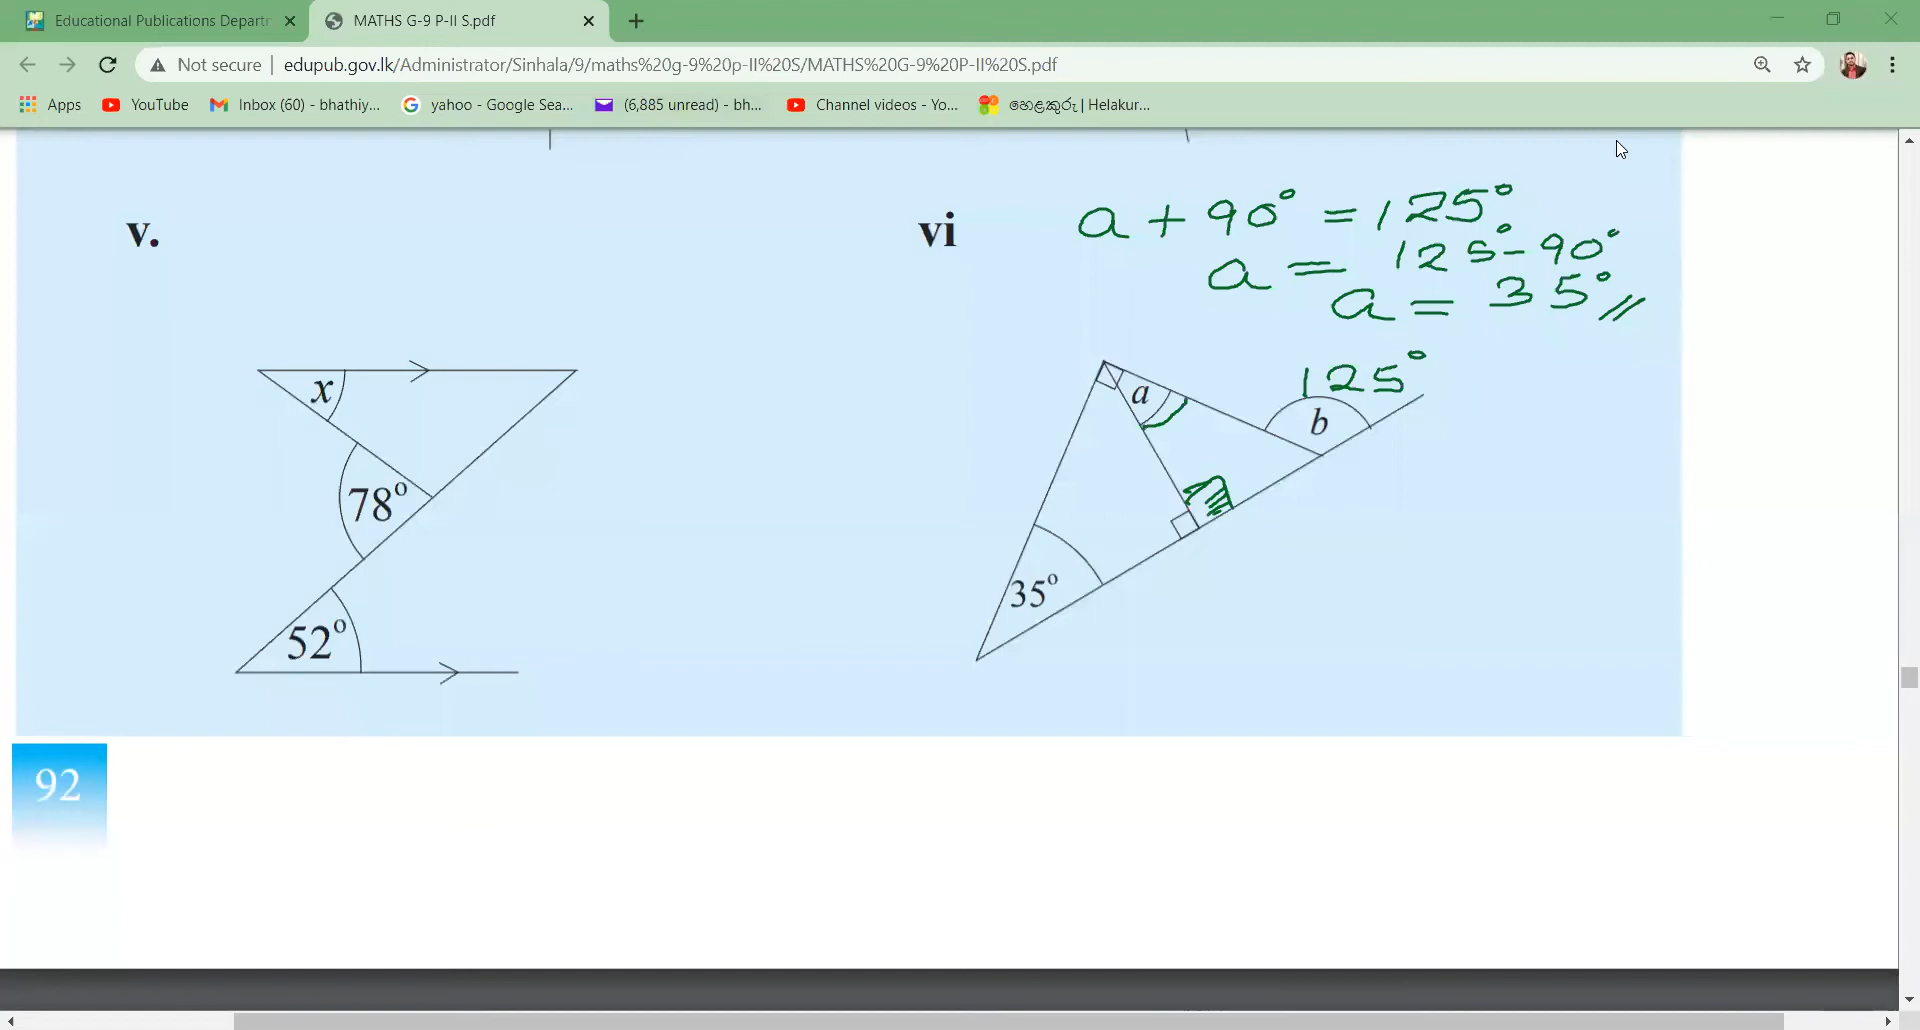 Educational Publications Departm
MATHS G-9 P-II S.pdf
Not secure | edupub.gov.lk/Administrator/Sinhala/9/maths%20g-9%20p-II%20S/MATHS%20G-9%20P-II%20S.pdf
Apps YouTube Inbox (60) - bhathiy... yahoo - Google Sea... (6,885 unread) - bh... Channel videos - Yo... හෙළකුරු | Helakur...
v.
vi
a + 90° = 125°
a = 125° - 90°
a = 35°
x
78°
52°
125°
a
b
35°
92